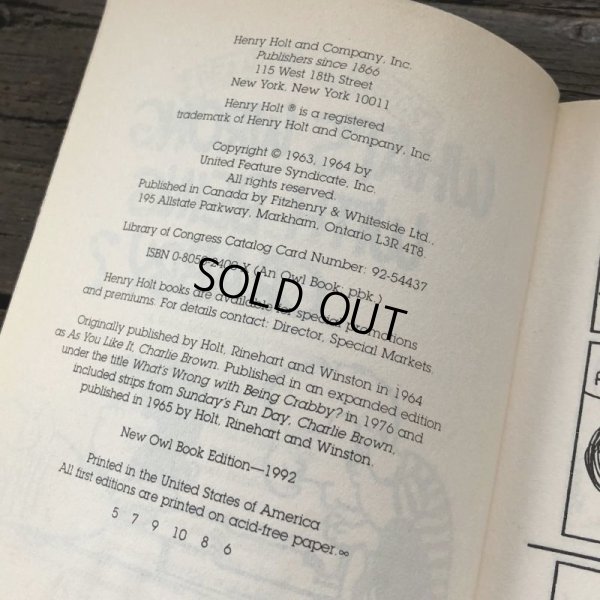 Henry Holt and Company, Inc.
Publishers since 1866
115 West 18th Street
New York, New York 10011
Henry Holt ® is a registered
trademark of Henry Holt and Company, Inc.
Copyright © 1963, 1964 by
United Feature Syndicate, Inc.
All rights reserved.
Published in Canada by Fitzhenry & Whiteside Ltd.,
195 Allstate Parkway, Markham, Ontario L3R 4T8.
Library of Congress Catalog Card Number: 92-54437
ISBN 0-8050-2400-X (An Owl Book: pbk.)
Henry Holt books are available for special promotions
and premiums. For details contact: Director, Special Markets.
SOLD OUT
Originally published by Holt, Rinehart and Winston in 1964
as As You Like It, Charlie Brown. Published in an expanded edition
under the title What's Wrong with Being Crabby? in 1976 and
included strips from Sunday's Fun Day, Charlie Brown,
published in 1965 by Holt, Rinehart and Winston.
New Owl Book Edition—1992
Printed in the United States of America
All first editions are printed on acid-free paper.∞
5 7 9 10 8 6